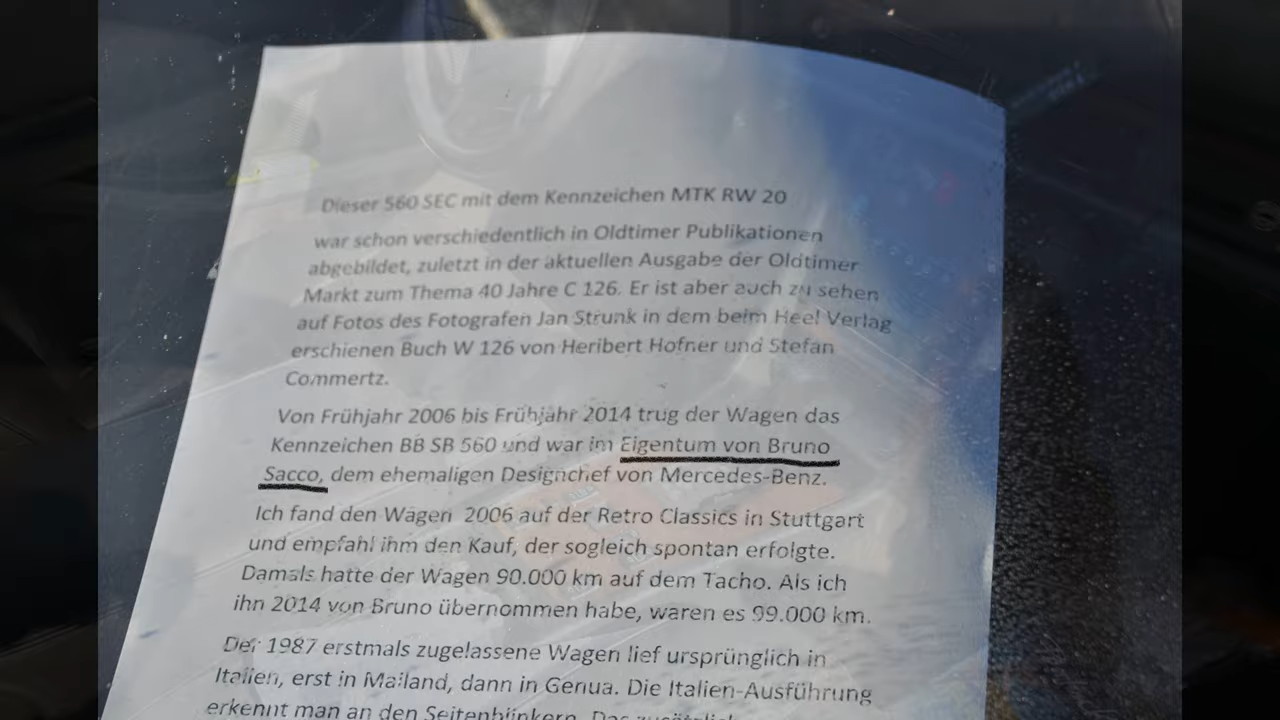 Dieser 560 SEC mit dem Kennzeichen MTK RW 20
war schon verschiedentlich in Oldtimer Publikationen
abgebildet, zuletzt in der aktuellen Ausgabe der Oldtimer
Markt zum Thema 40 Jahre C 126. Er ist aber auch zu sehen
auf Fotos des Fotografen Jan Strunk in dem beim Heel Verlag
erschienen Buch W 126 von Heribert Hofner und Stefan
Commertz.
Von Frühjahr 2006 bis Frühjahr 2014 trug der Wagen das
Kennzeichen BB SB 560 und war im Eigentum von Bruno
Sacco, dem ehemaligen Designchef von Mercedes-Benz.
Ich fand den Wagen 2006 auf der Retro Classics in Stuttgart
und empfahl ihm den Kauf, der sogleich spontan erfolgte.
Damals hatte der Wagen 90.000 km auf dem Tacho. Als ich
ihn 2014 von Bruno übernommen habe, waren es 99.000 km.
Der 1987 erstmals zugelassene Wagen lief ursprünglich in
Italien, erst in Mailand, dann in Genua. Die Italien-Ausführung
erkennt man an den Seitenblinkern. Das